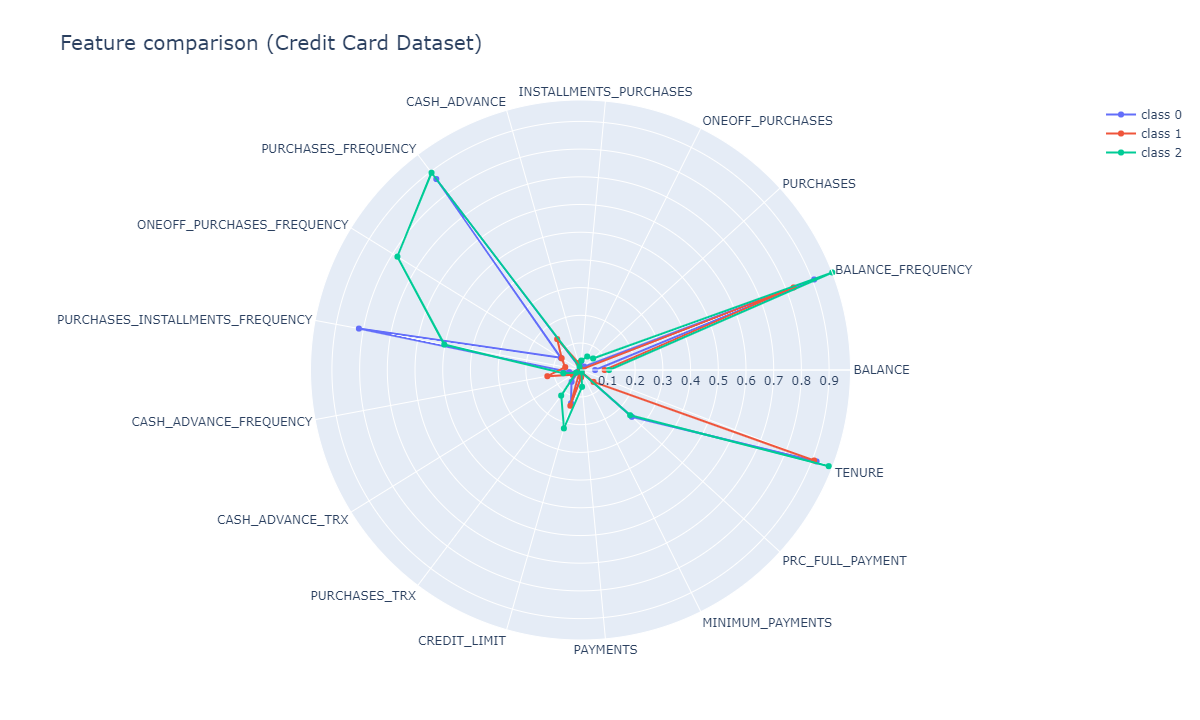 Feature comparison (Credit Card Dataset)
INSTALLMENTS_PURCHASES
CASH_ADVANCE
ONEOFF_PURCHASES
class 0
class 1
class 2
PURCHASES_FREQUENCY
PURCHASES
ONEOFF_PURCHASES_FREQUENCY
BALANCE_FREQUENCY
PURCHASES_INSTALLMENTS_FREQUENCY
BALANCE
0.1 0.2 0.3 0.4 0.5 0.6 0.7 0.8 0.9
CASH_ADVANCE_FREQUENCY
TENURE
CASH_ADVANCE_TRX
PRC_FULL_PAYMENT
PURCHASES_TRX
MINIMUM_PAYMENTS
CREDIT_LIMIT
PAYMENTS